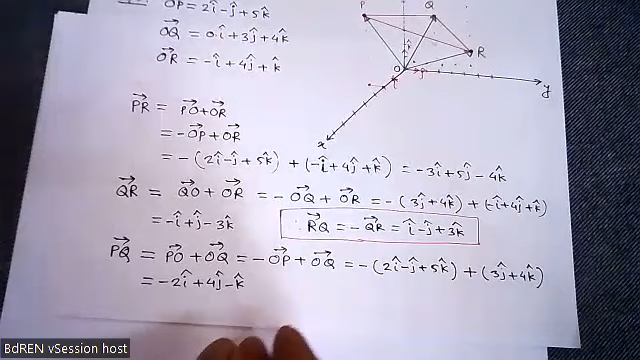 OP⃗ = 2î-ĵ+5k̂
OQ⃗ = 0.î+3ĵ+4k̂
OR⃗ = -î+4ĵ+k̂
P
Q
R
O
y
x
PR⃗ = PO⃗+OR⃗
= -OP⃗+OR⃗
= -(2î-ĵ+5k̂) + (-î+4ĵ+k̂) = -3î+5ĵ-4k̂
QR⃗ = QO⃗+OR⃗ = -OQ⃗+OR⃗ = -(3ĵ+4k̂)+(-î+4ĵ+k̂)
= -î+ĵ-3k̂
RQ⃗ = -QR⃗ = î-ĵ+3k̂
PQ⃗ = PO⃗+OQ⃗ = -OP⃗+OQ⃗ = -(2î-ĵ+5k̂)+(3ĵ+4k̂)
= -2î+4ĵ-k̂
BdREN vSession host